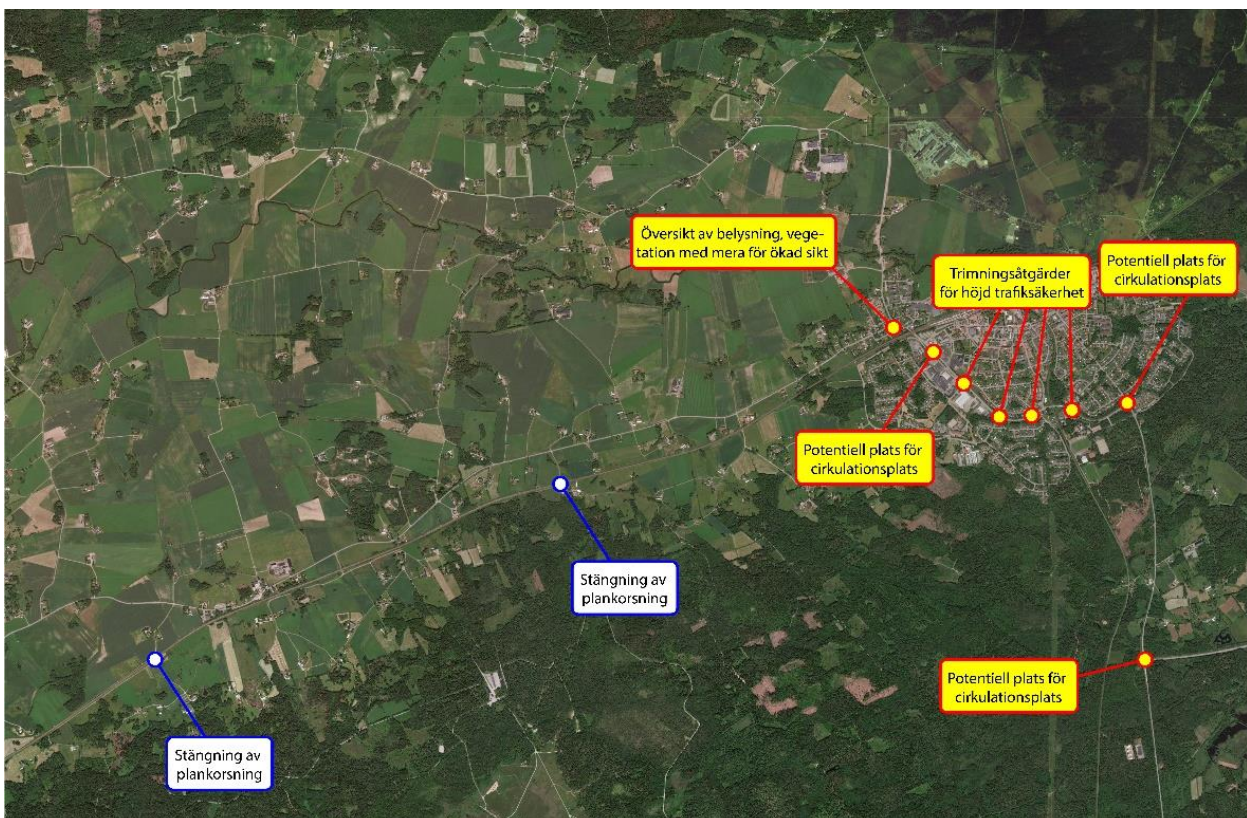 Översikt av belysning, vege-
tation med mera för ökad sikt
Trimningsåtgärder
för höjd trafiksäkerhet
Potentiell plats för
cirkulationsplats
Potentiell plats för
cirkulationsplats
Stängning av
plankorsning
Potentiell plats för
cirkulationsplats
Stängning av
plankorsning